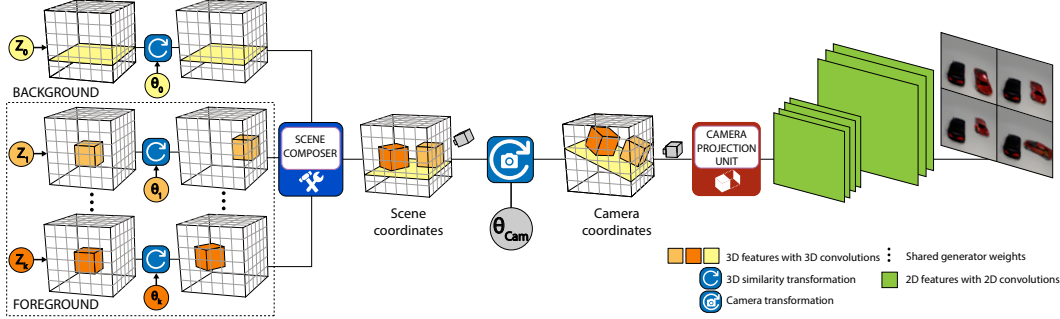 Z₀
θ₀
BACKGROUND
Z₁
θ₁
Zₖ
θₖ
FOREGROUND
SCENE
COMPOSER
Scene
coordinates
θCam
Camera
coordinates
CAMERA
PROJECTION
UNIT
3D features with 3D convolutions
3D similarity transformation
Camera transformation
Shared generator weights
2D features with 2D convolutions